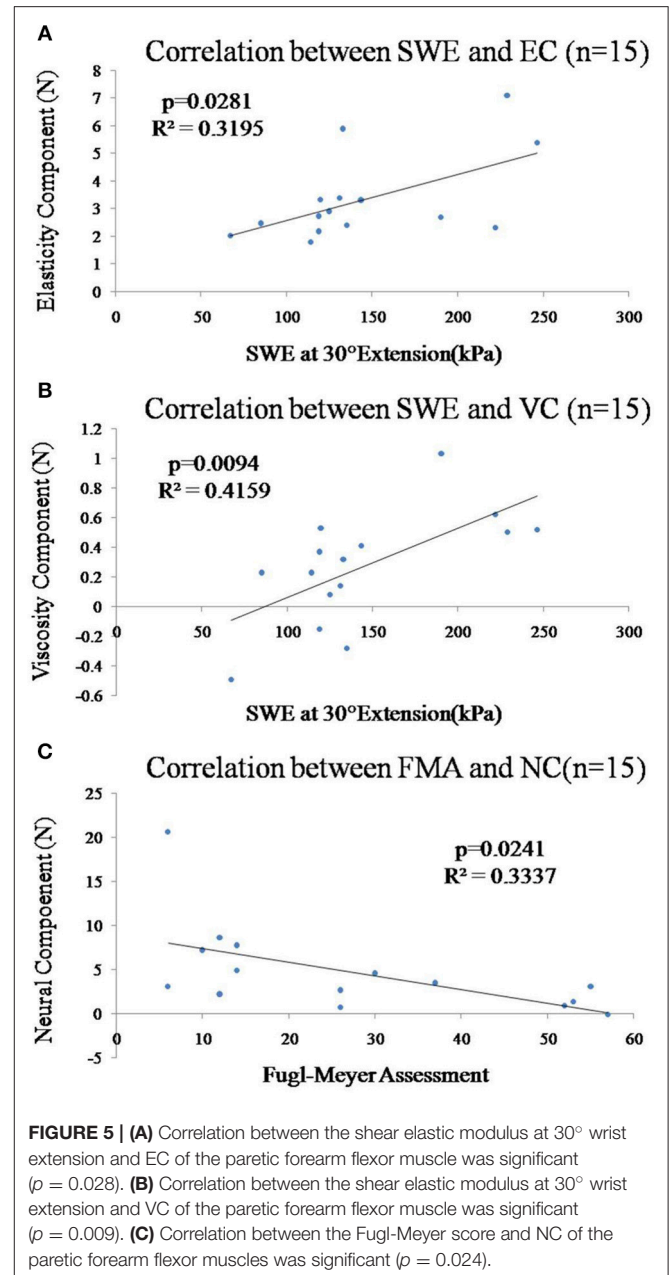 A
Correlation between SWE and EC (n=15)
p=0.0281
R² = 0.3195
Elasticity Component (N)
8
7
6
5
4
3
2
1
0
0 50 100 150 200 250 300
SWE at 30°Extension(kPa)
B
Correlation between SWE and VC (n=15)
p=0.0094
R² = 0.4159
Viscosity Component (N)
1.2
1
0.8
0.6
0.4
0.2
0
-0.2
-0.4
-0.6
0 50 100 150 200 250 300
SWE at 30°Extension(kPa)
C
Correlation between FMA and NC(n=15)
p=0.0241
R² = 0.3337
Neural Compoenent (N)
25
20
15
10
5
0
-5
0 10 20 30 40 50 60
Fugl-Meyer Assessment
FIGURE 5 | (A) Correlation between the shear elastic modulus at 30° wrist
extension and EC of the paretic forearm flexor muscle was significant
(p = 0.028). (B) Correlation between the shear elastic modulus at 30° wrist
extension and VC of the paretic forearm flexor muscle was significant
(p = 0.009). (C) Correlation between the Fugl-Meyer score and NC of the
paretic forearm flexor muscles was significant (p = 0.024).